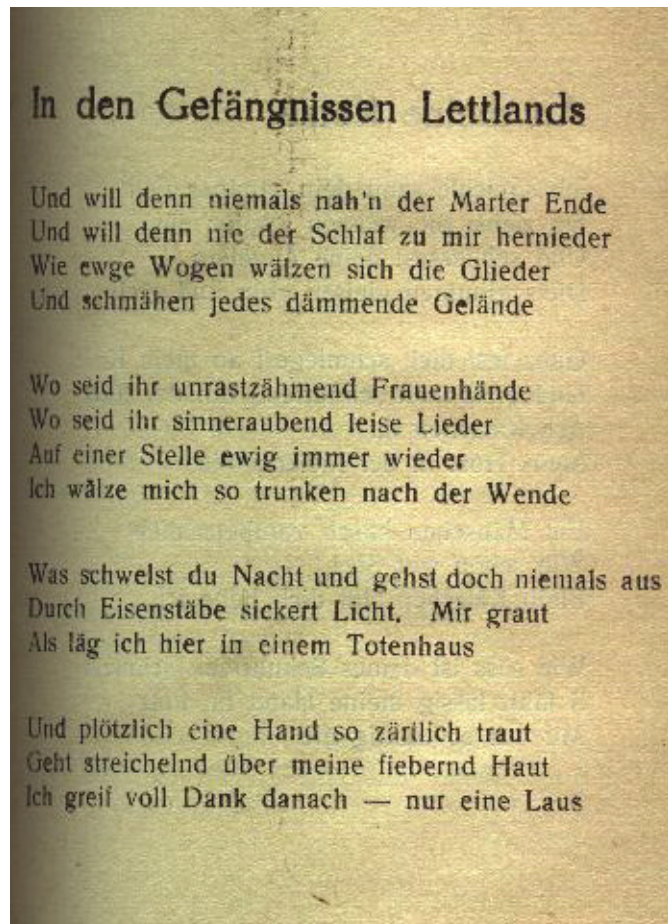 In den Gefängnissen Lettlands
Und will denn niemals nah'n der Marter Ende
Und will denn nie der Schlaf zu mir hernieder
Wie ewge Wogen wälzen sich die Glieder
Und schmähen jedes dämmende Gelände
Wo seid ihr unrastzähmend Frauenhände
Wo seid ihr sinneraubend leise Lieder
Auf einer Stelle ewig immer wieder
Ich wälze mich so trunken nach der Wende
Was schwelst du Nacht und gehst doch niemals aus
Durch Eisenstäbe sickert Licht. Mir graut
Als läg ich hier in einem Totenhaus
Und plötzlich eine Hand so zärtlich traut
Geht streichelnd über meine fiebernd Haut
Ich greif voll Dank danach — nur eine Laus